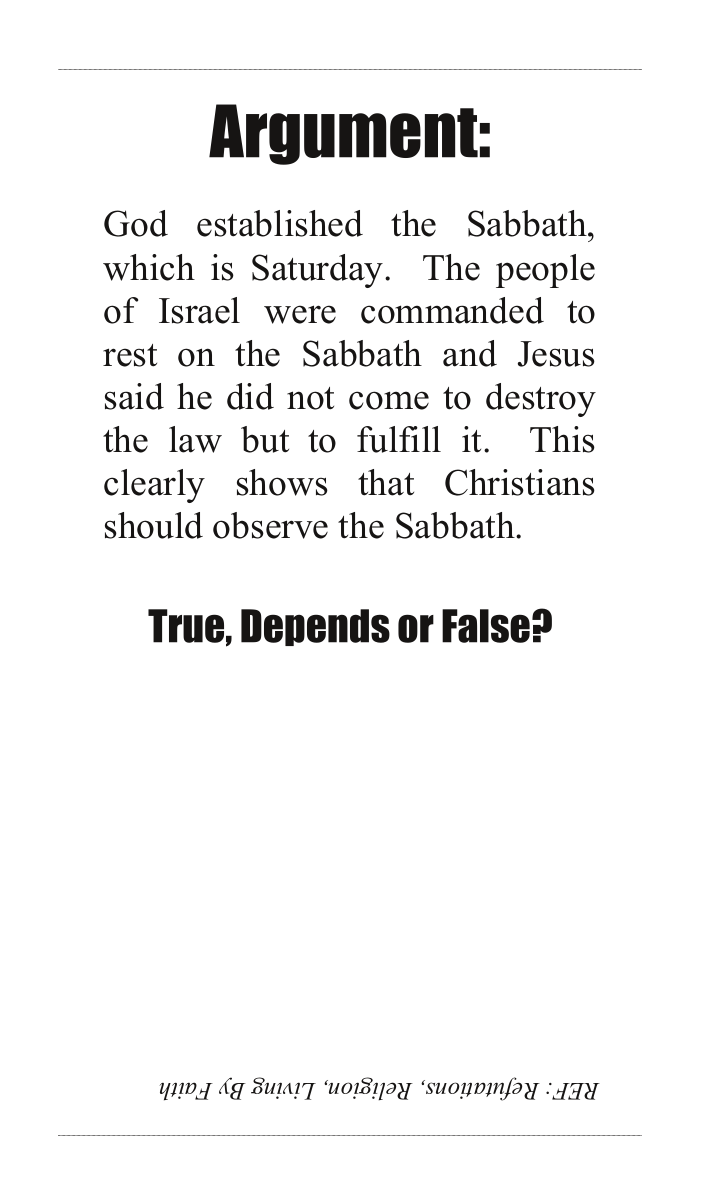 Argument:
God established the Sabbath,
which is Saturday. The people
of Israel were commanded to
rest on the Sabbath and Jesus
said he did not come to destroy
the law but to fulfill it. This
clearly shows that Christians
should observe the Sabbath.
True, Depends or False?
REF: Refutations, Religion, Living By Faith